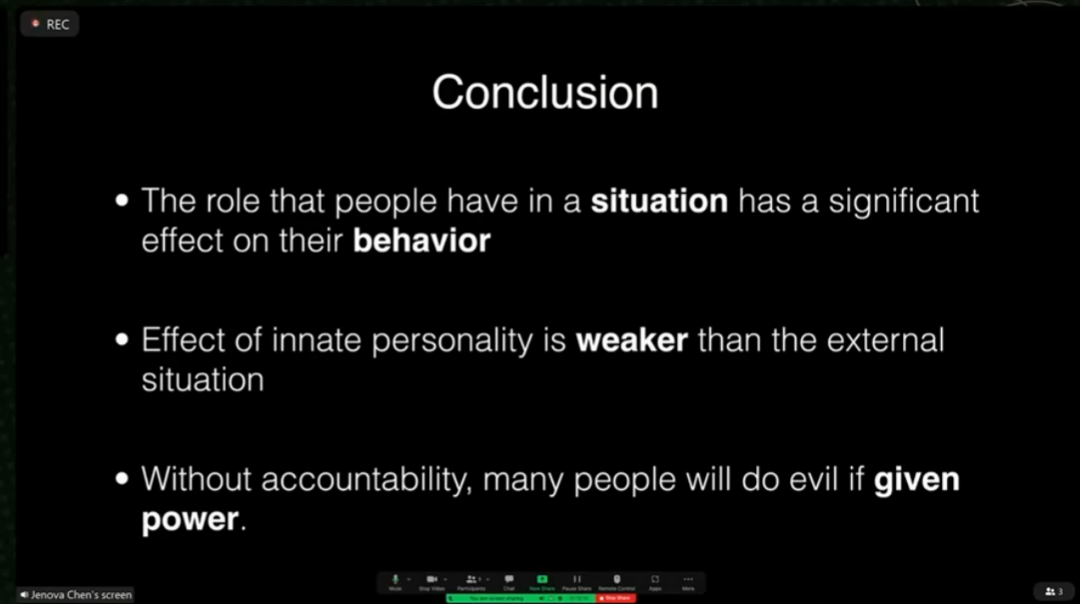 REC
Conclusion
• The role that people have in a situation has a significant
effect on their behavior
• Effect of innate personality is weaker than the external
situation
• Without accountability, many people will do evil if given
power.
Mute
Stop Video
Participants
Chat
New Share
Pause Share
Remote Control
Apps
More
You are screen sharing
Stop Share
Jenova Chen's screen
3